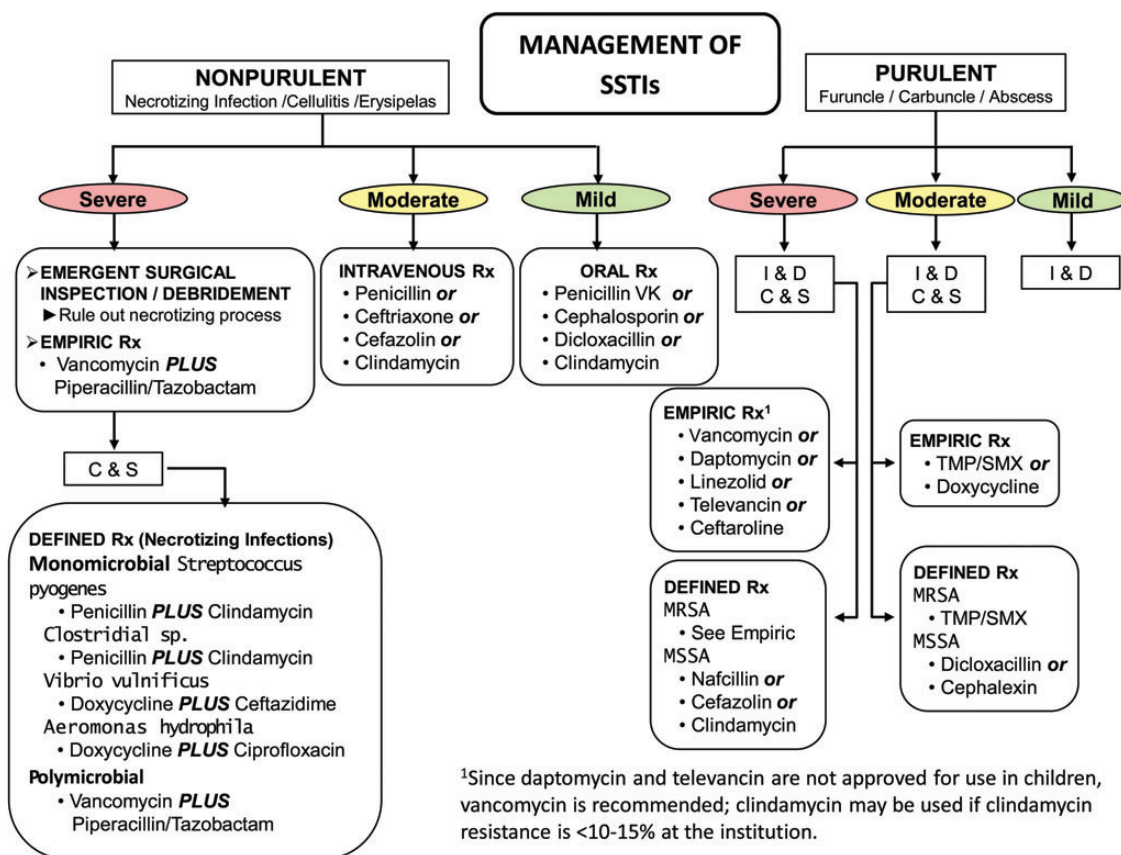 MANAGEMENT OF
SSTIs
NONPURULENT
Necrotizing Infection /Cellulitis /Erysipelas
Severe
Moderate
Mild
➢EMERGENT SURGICAL
INSPECTION / DEBRIDEMENT
►Rule out necrotizing process
➢EMPIRIC Rx
• Vancomycin PLUS
Piperacillin/Tazobactam
C & S
DEFINED Rx (Necrotizing Infections)
Monomicrobial Streptococcus
pyogenes
• Penicillin PLUS Clindamycin
Clostridial sp.
• Penicillin PLUS Clindamycin
Vibrio vulnificus
• Doxycycline PLUS Ceftazidime
Aeromonas hydrophila
• Doxycycline PLUS Ciprofloxacin
Polymicrobial
• Vancomycin PLUS
Piperacillin/Tazobactam
INTRAVENOUS Rx
• Penicillin or
• Ceftriaxone or
• Cefazolin or
• Clindamycin
ORAL Rx
• Penicillin VK or
• Cephalosporin or
• Dicloxacillin or
• Clindamycin
PURULENT
Furuncle / Carbuncle / Abscess
Severe
Moderate
Mild
I & D
C & S
I & D
C & S
I & D
EMPIRIC Rx¹
• Vancomycin or
• Daptomycin or
• Linezolid or
• Televancin or
• Ceftaroline
EMPIRIC Rx
• TMP/SMX or
• Doxycycline
DEFINED Rx
MRSA
• See Empiric
MSSA
• Nafcillin or
• Cefazolin or
• Clindamycin
DEFINED Rx
MRSA
• TMP/SMX
MSSA
• Dicloxacillin or
• Cephalexin
¹Since daptomycin and televancin are not approved for use in children,
vancomycin is recommended; clindamycin may be used if clindamycin
resistance is <10-15% at the institution.